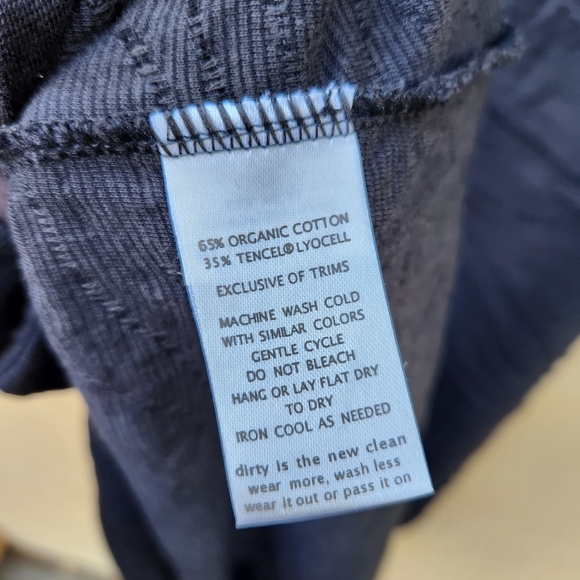 65% ORGANIC COTTON
35% TENCEL® LYOCELL
EXCLUSIVE OF TRIMS
MACHINE WASH COLD
WITH SIMILAR COLORS
GENTLE CYCLE
DO NOT BLEACH
HANG OR LAY FLAT DRY
TO DRY
IRON COOL AS NEEDED
dirty is the new clean
wear more, wash less
wear it out or pass it on